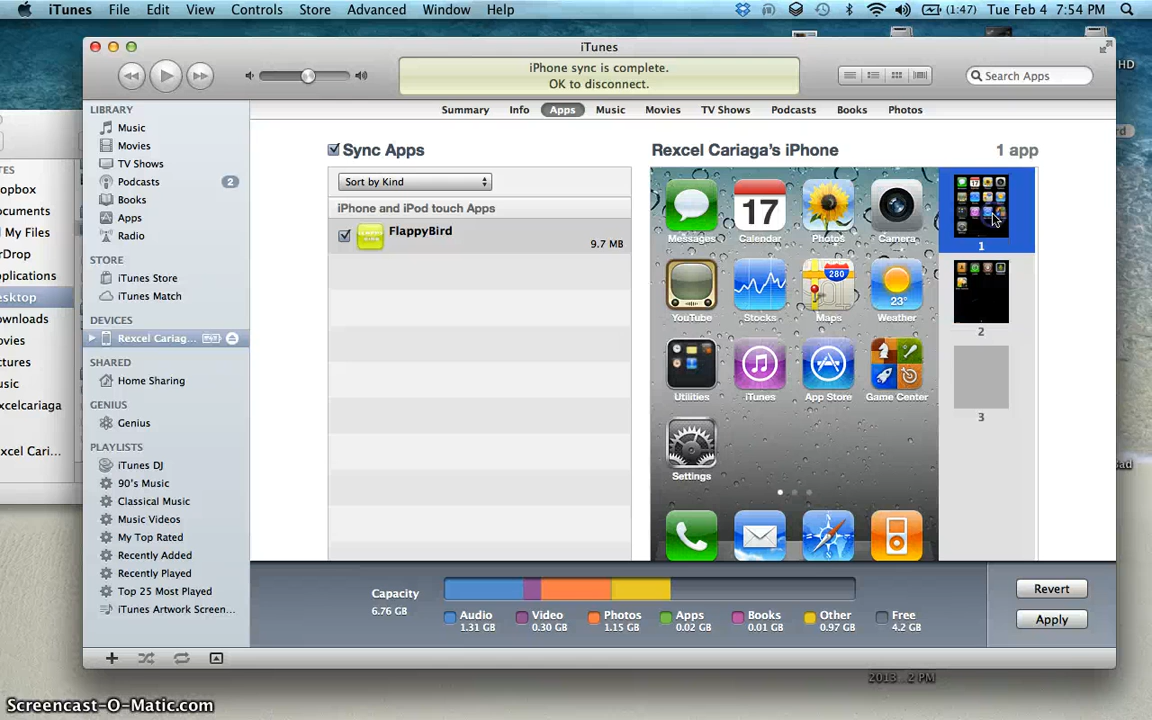 iTunes File Edit View Controls Store Advanced Window Help (1:47) Tue Feb 4 7:54 PM
iTunes
iPhone sync is complete.
OK to disconnect.
Search Apps
HD
Summary Info Apps Music Movies TV Shows Podcasts Books Photos
LIBRARY
Music
Movies
TV Shows
Podcasts 2
Books
Apps
Radio
STORE
iTunes Store
iTunes Match
DEVICES
Rexcel Cariag...
SHARED
Home Sharing
GENIUS
Genius
PLAYLISTS
iTunes DJ
90's Music
Classical Music
Music Videos
My Top Rated
Recently Added
Recently Played
Top 25 Most Played
iTunes Artwork Screen...
TES
opbox
ocuments
l My Files
rDrop
pplications
esktop
ownloads
ovies
ctures
usic
excelcariaga
xcel Cari...
Sync Apps
Sort by Kind
iPhone and iPod touch Apps
FlappyBird
9.7 MB
Rexcel Cariaga's iPhone 1 app
17
Messages Calendar Photos Camera
280
23°
YouTube Stocks Maps Weather
Utilities iTunes App Store Game Center
Settings
1
2
3
Capacity
6.76 GB
Audio Video Photos Apps Books Other Free
1.31 GB 0.30 GB 1.15 GB 0.02 GB 0.01 GB 0.97 GB 4.2 GB
Revert
Apply
2013...2 PM
Screencast-O-Matic.com